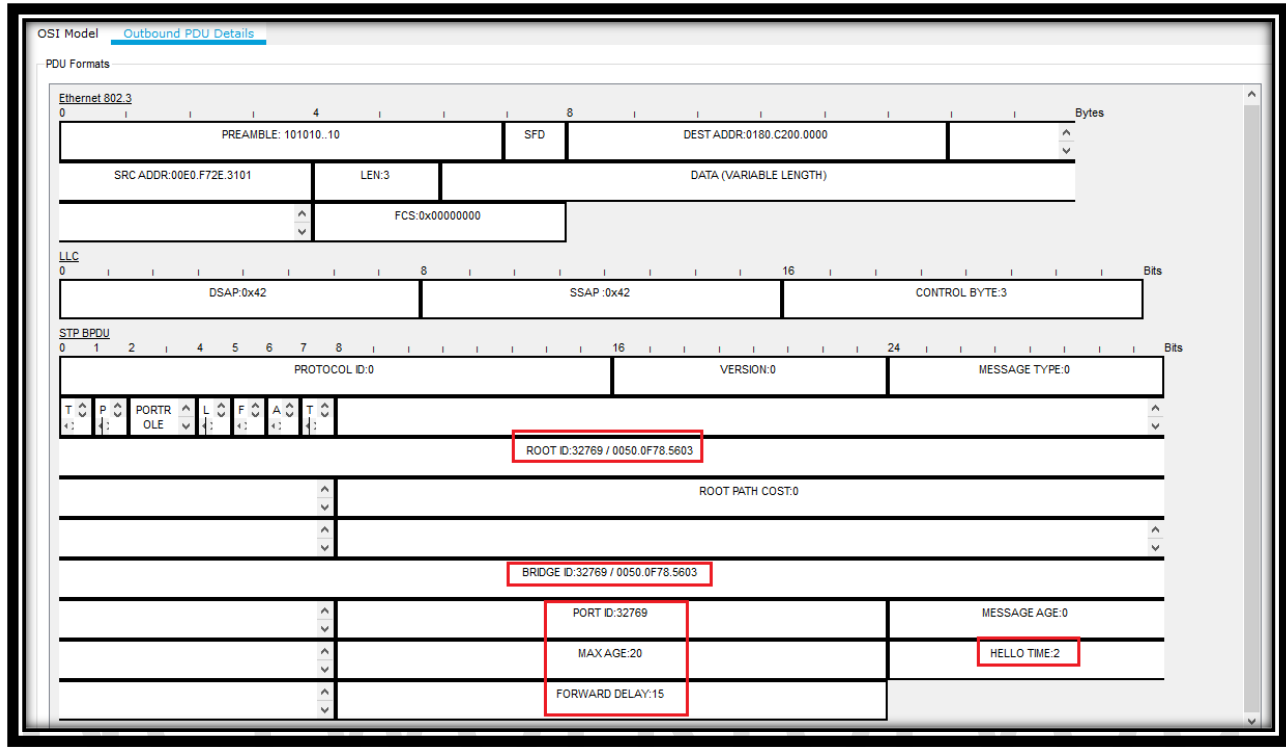 OSI Model Outbound PDU Details
PDU Formats
Ethernet 802.3
0 4 8 Bytes
PREAMBLE: 101010..10 SFD DEST ADDR:0180.C200.0000
SRC ADDR:00E0.F72E.3101 LEN:3 DATA (VARIABLE LENGTH)
FCS:0x00000000
LLC
0 8 16 Bits
DSAP:0x42 SSAP :0x42 CONTROL BYTE:3
STP BPDU
0 1 2 4 5 6 7 8 16 24 Bits
PROTOCOL ID:0 VERSION:0 MESSAGE TYPE:0
T P PORTR L F A T
OLE
ROOT ID:32769 / 0050.0F78.5603
ROOT PATH COST:0
BRIDGE ID:32769 / 0050.0F78.5603
PORT ID:32769 MESSAGE AGE:0
MAX AGE:20 HELLO TIME:2
FORWARD DELAY:15